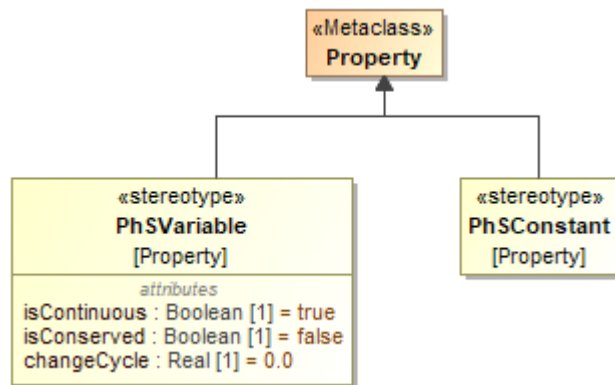 «Metaclass»
Property
«stereotype»
PhSVariable
[Property]
attributes
isContinuous : Boolean [1] = true
isConserved : Boolean [1] = false
changeCycle : Real [1] = 0.0
«stereotype»
PhSConstant
[Property]